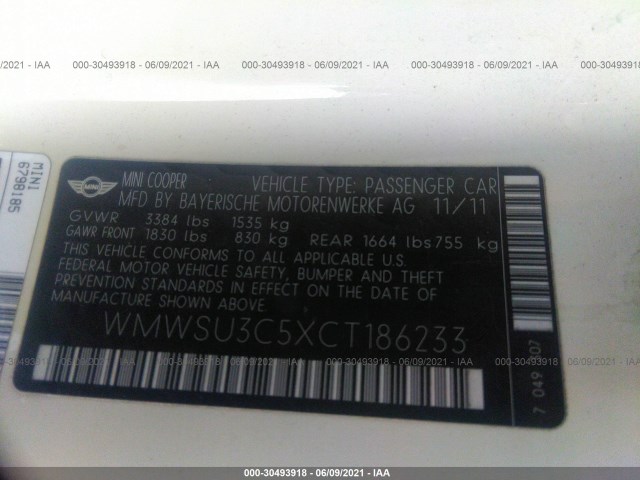 /2021 - IAA 000-30493918 - 06/09/2021 - IAA 000-30493918 - 06/09/2021 - IAA 000-30493918 - 06/09
MINI
6798185
MINI
MINI COOPER VEHICLE TYPE: PASSENGER CAR
MFD BY BAYERISCHE MOTORENWERKE AG 11/11
GVWR 3384 lbs 1535 kg
GAWR FRONT 1830 lbs 830 kg REAR 1664 lbs 755 kg
THIS VEHICLE CONFORMS TO ALL APPLICABLE U.S.
FEDERAL MOTOR VEHICLE SAFETY, BUMPER AND THEFT
PREVENTION STANDARDS IN EFFECT ON THE DATE
OF MANUFACTURE SHOWN ABOVE.
WMWSU3C5XCT186233
7 049 307
/2021 - IAA 000-30493918 - 06/09/2021 - IAA 000-30493918 - 06/09/2021 - IAA 000-30493918 - 06/09
000-30493918 - 06/09/2021 - IAA